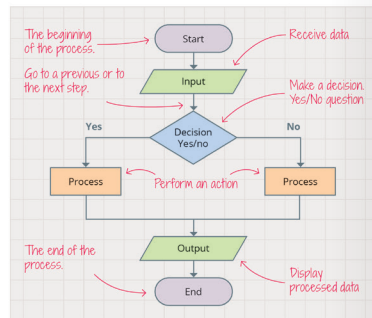 The beginning
of the process.
Start
Receive data
Go to a previous or to
the next step.
Input
Make a decision.
Yes/No question
Yes
Decision
Yes/no
No
Process
Perform an action
Process
The end of the
process.
Output
End
Display
processed data